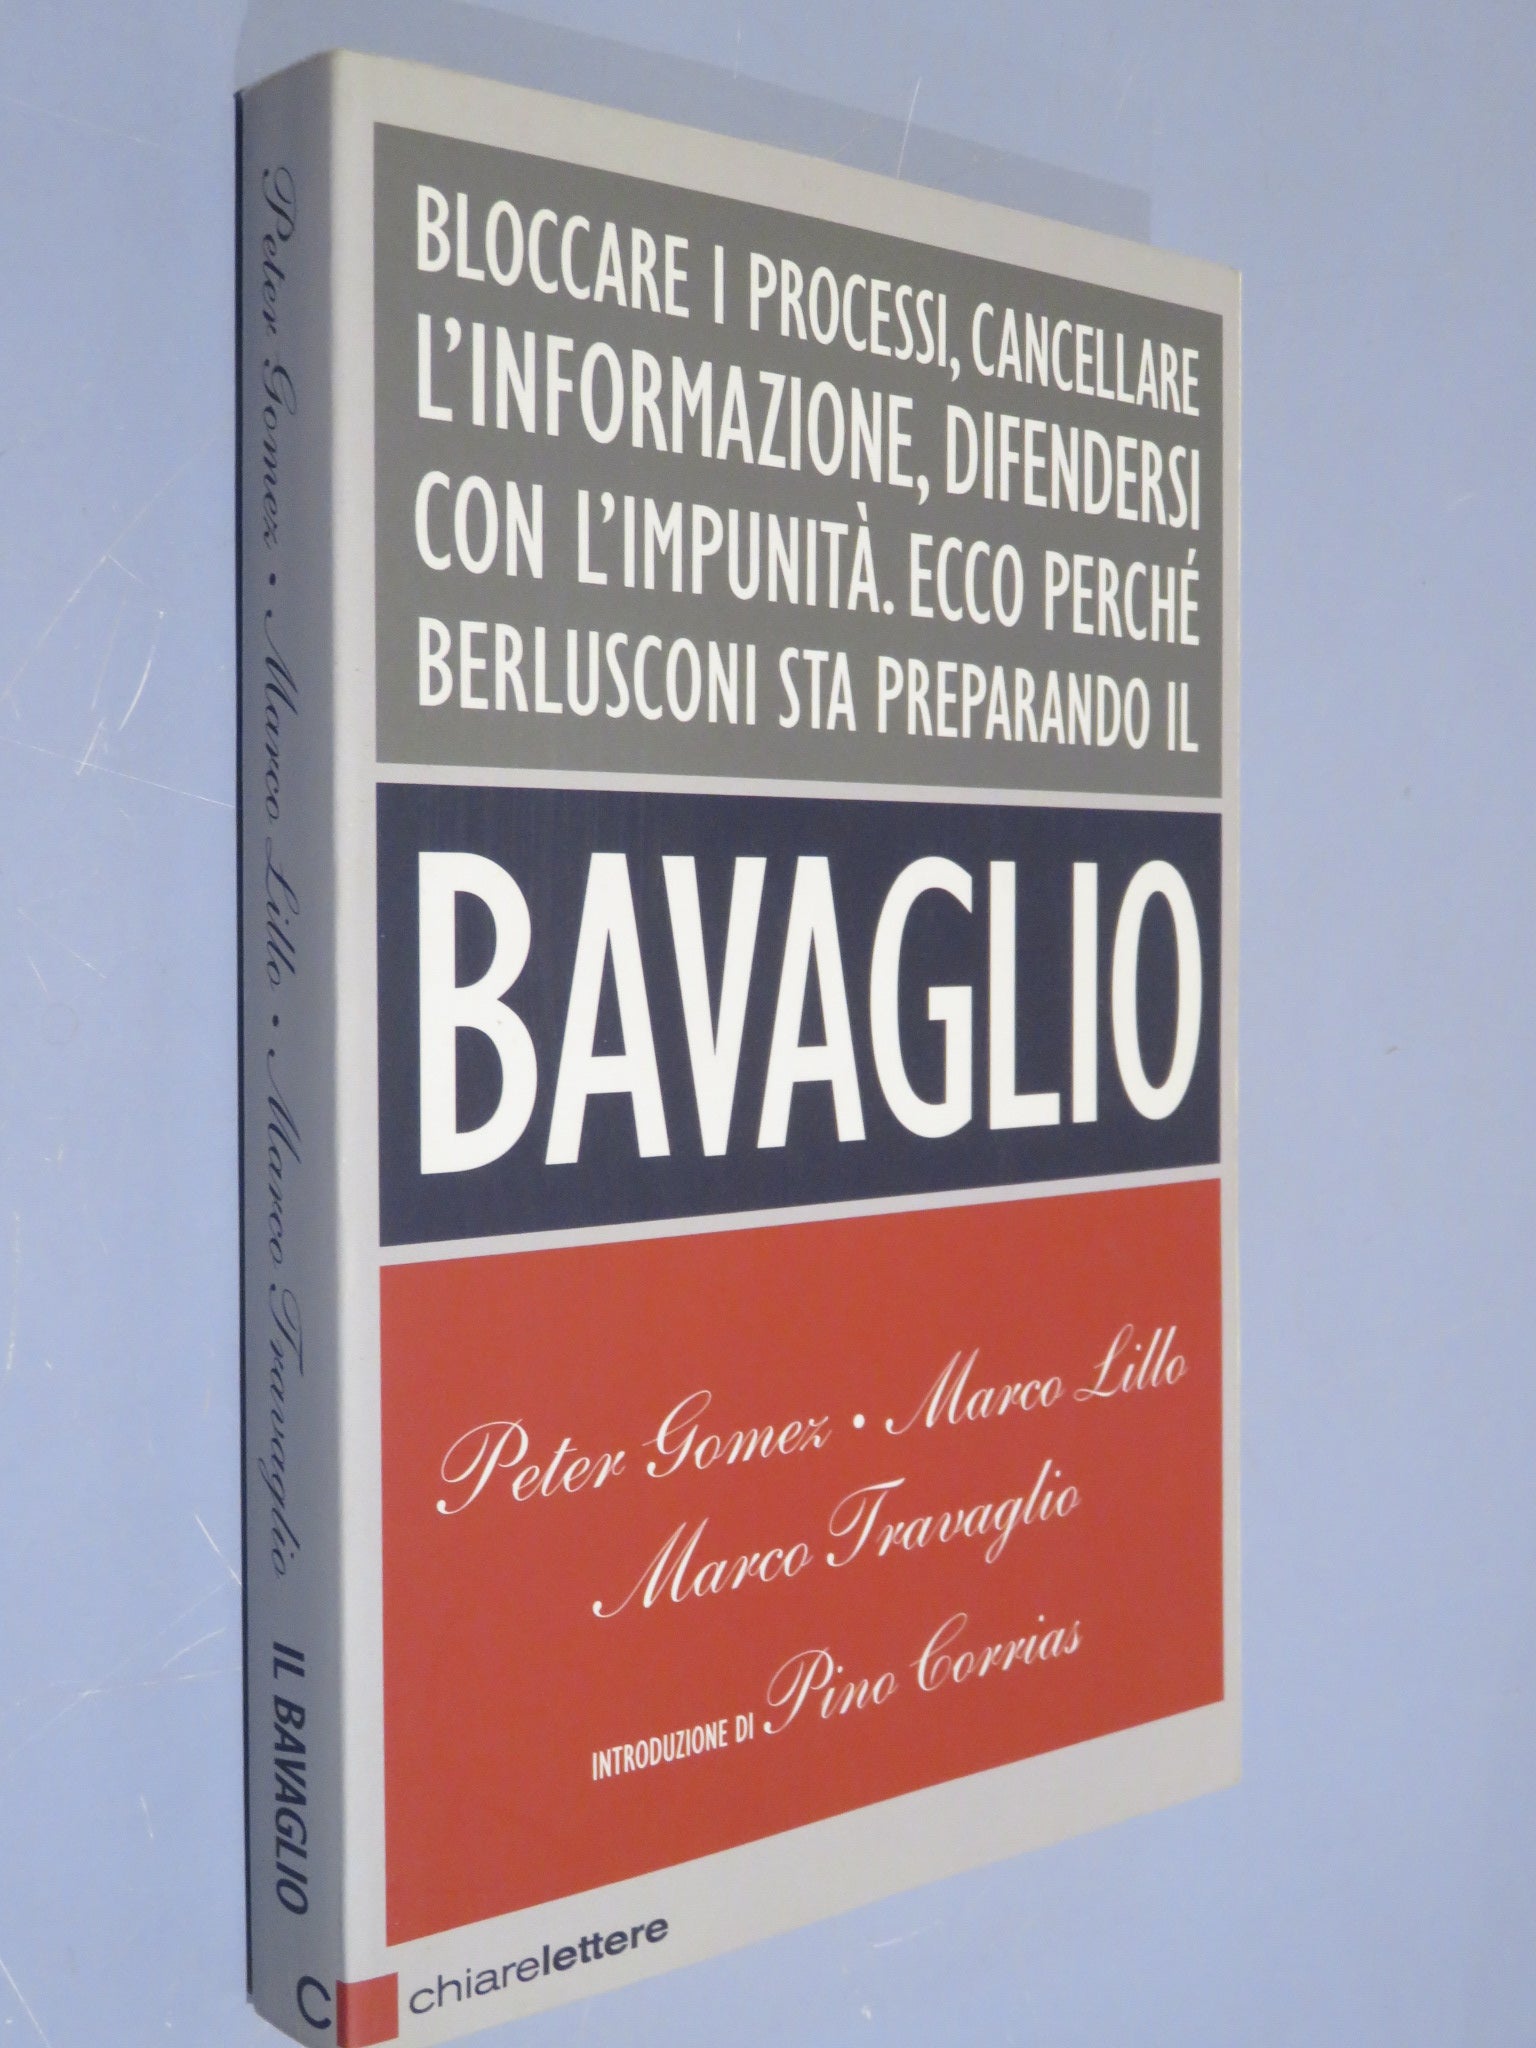 BLOCCARE I PROCESSI, CANCELLARE
L'INFORMAZIONE, DIFENDERSI
CON L'IMPUNITÀ. ECCO PERCHÉ
BERLUSCONI STA PREPARANDO IL
BAVAGLIO
Peter Gomez • Marco Lillo
Marco Travaglio
INTRODUZIONE DI Pino Corrias
chiarelettere
Peter Gomez • Marco Lillo • Marco Travaglio IL BAVAGLIO C